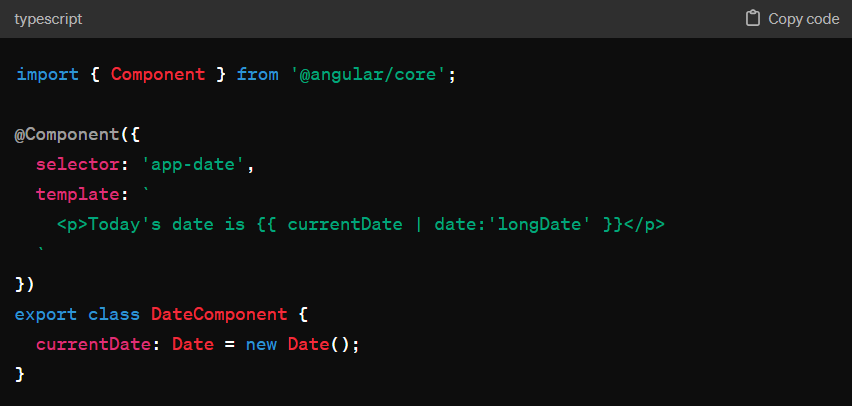 typescript
Copy code
import { Component } from '@angular/core';
@Component({
  selector: 'app-date',
  template: `
    <p>Today's date is {{ currentDate | date:'longDate' }}</p>
  `
})
export class DateComponent {
  currentDate: Date = new Date();
}